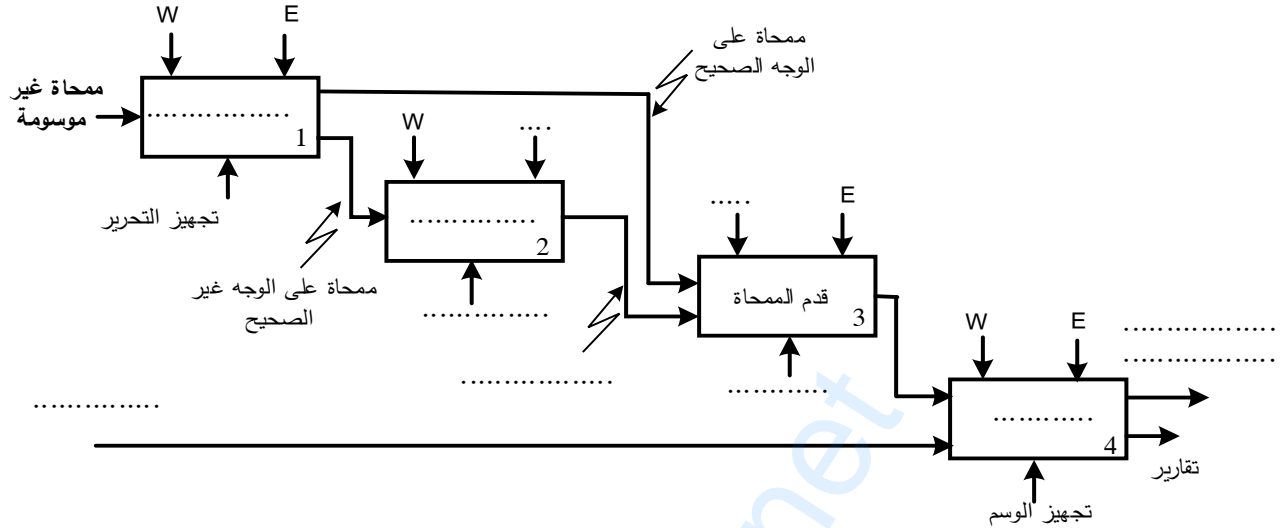 W E
ممحاة على
الوجه الصحيح
ممحاة غير
موسومة
.................
1
W ....
تجهيز التحرير
..............
2
..... E
ممحاة على الوجه غير
الصحيح
..............
قدم الممحاة
3
W E
.................
.................
.................
...........
..............
...........
4
تقارير
تجهيز الوسم
net